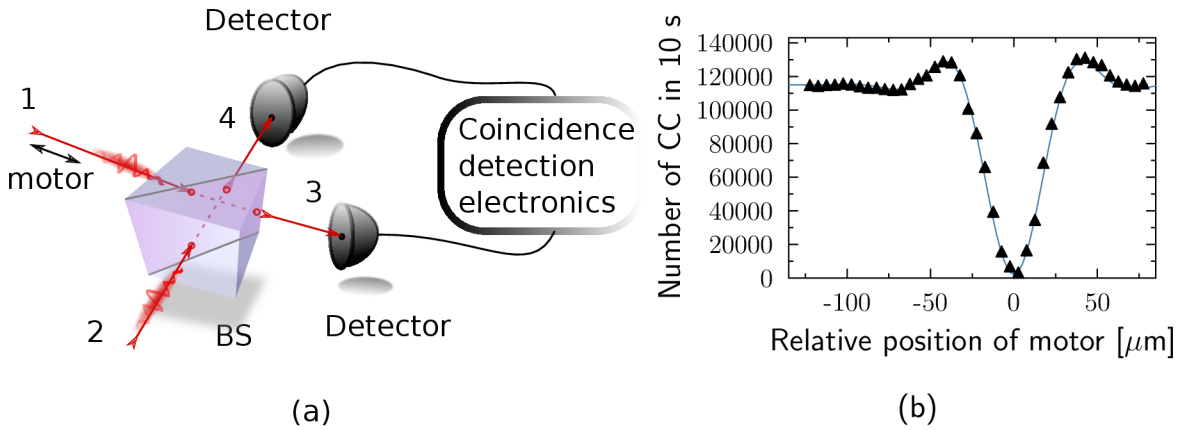 Detector
1
4
motor
Coincidence
detection
electronics
3
2
BS
Detector
(a)
Number of CC in 10 s
140000
120000
100000
80000
60000
40000
20000
0
-100
-50
0
50
Relative position of motor [μm]
(b)